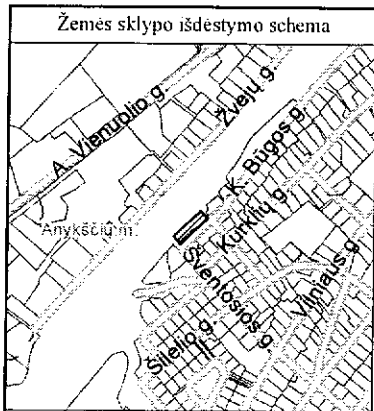 Žemės sklypo išdėstymo schema
A. Vienuolio g.
Žvejų g.
K. Būgos g.
Kurklių g.
Anykščių m.
Šventosios g.
Vilniaus g.
Šilelio g.